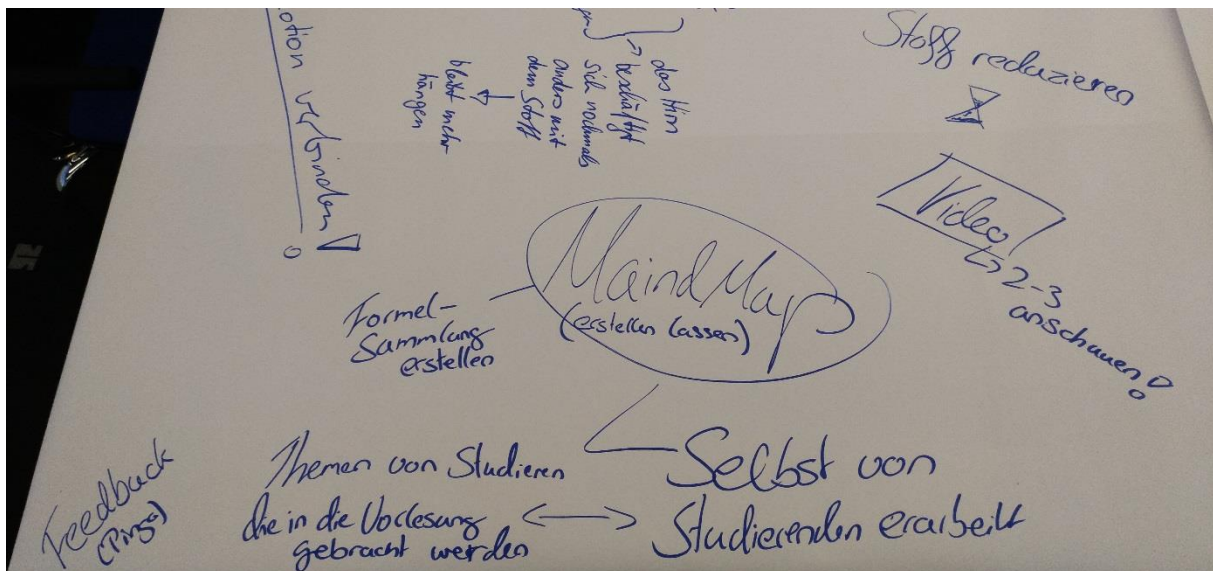 Stoff reduzieren
das Hirn
beschäftigt
sich nochmals
anders mit
dem Stoff
bleibt mehr
hängen
otion verbinden!
Video
2-3
anschauen!
MaindMap
(erstellen lassen)
Formel-
Sammlung
erstellen
Selbst von
Studierenden erarbeitt
Themen von Studieren
die in die Vorlesung
gebracht werden
Feedback
(Pingo)